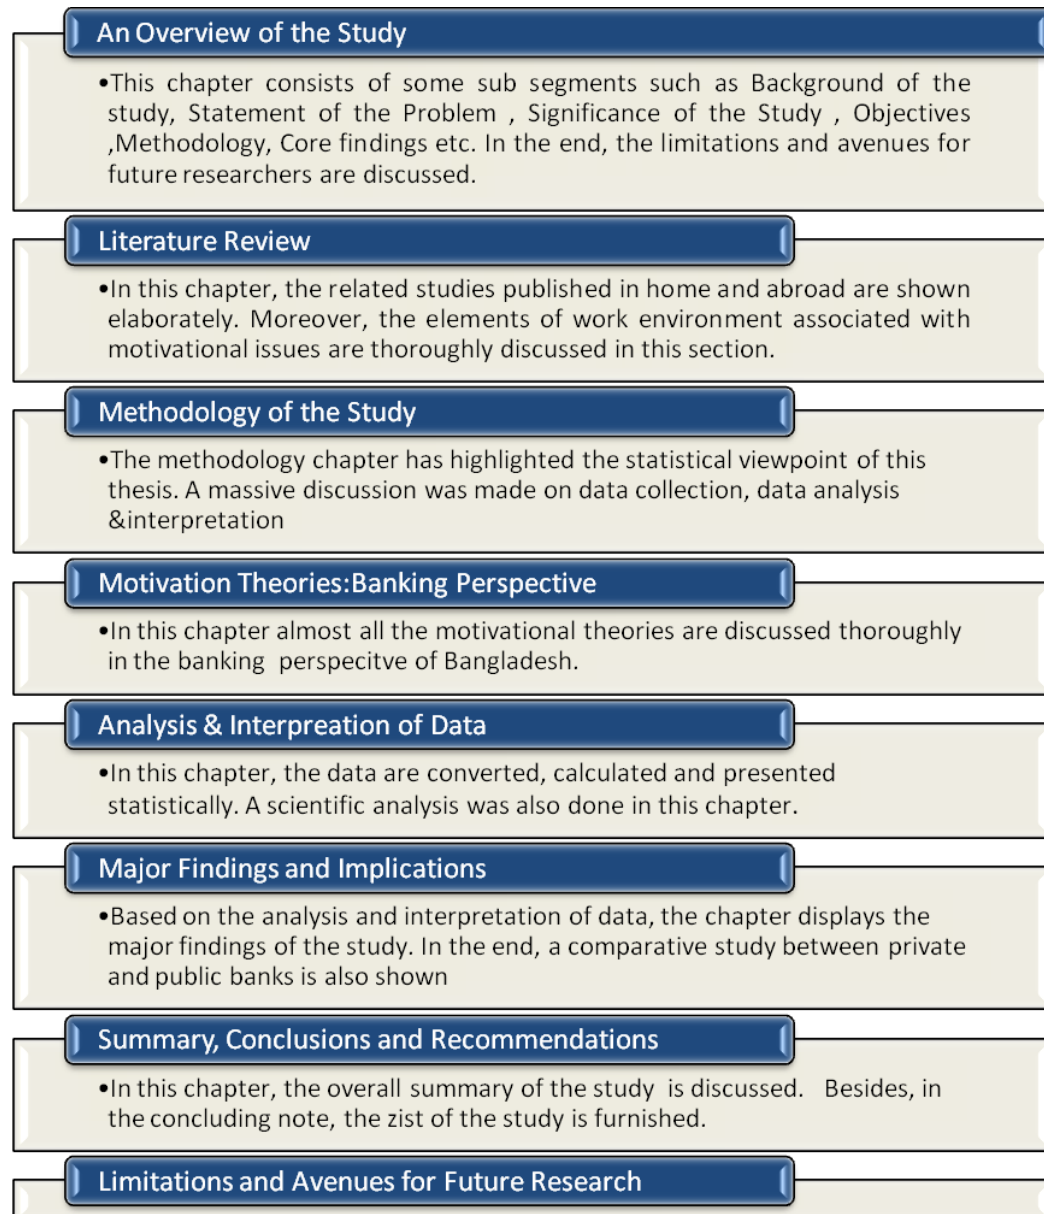 An Overview of the Study
•This chapter consists of some sub segments such as Background of the
study, Statement of the Problem , Significance of the Study , Objectives
,Methodology, Core findings etc. In the end, the limitations and avenues for
future researchers are discussed.
Literature Review
•In this chapter, the related studies published in home and abroad are shown
elaborately. Moreover, the elements of work environment associated with
motivational issues are thoroughly discussed in this section.
Methodology of the Study
•The methodology chapter has highlighted the statistical viewpoint of this
thesis. A massive discussion was made on data collection, data analysis
&interpretation
Motivation Theories:Banking Perspective
•In this chapter almost all the motivational theories are discussed thoroughly
in the banking perspecitve of Bangladesh.
Analysis & Interpreation of Data
•In this chapter, the data are converted, calculated and presented
statistically. A scientific analysis was also done in this chapter.
Major Findings and Implications
•Based on the analysis and interpretation of data, the chapter displays the
major findings of the study. In the end, a comparative study between private
and public banks is also shown
Summary, Conclusions and Recommendations
•In this chapter, the overall summary of the study is discussed. Besides, in
the concluding note, the zist of the study is furnished.
Limitations and Avenues for Future Research